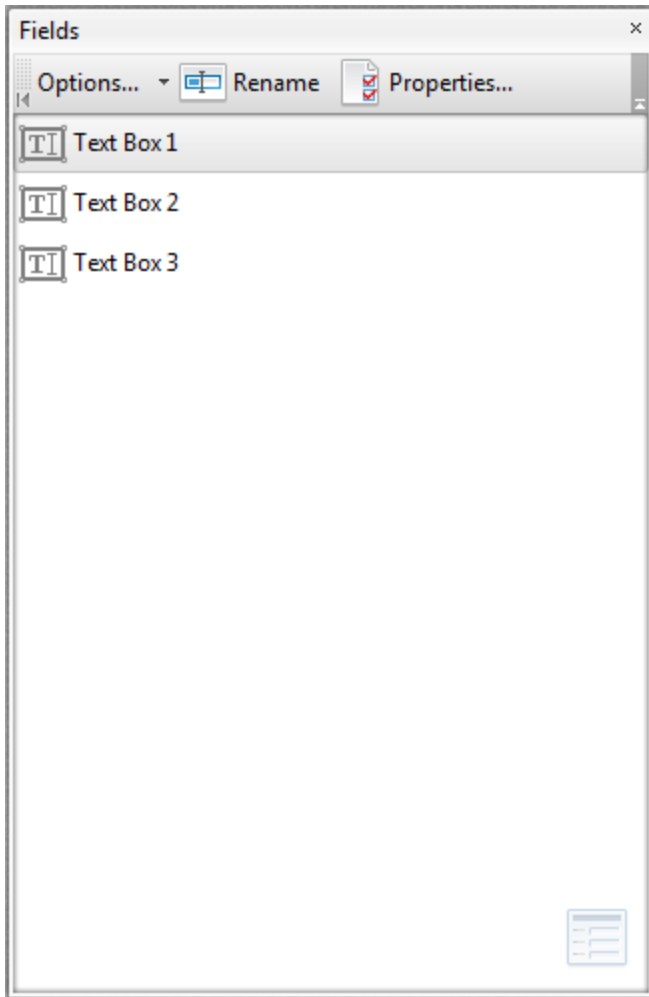 Fields
Options... Rename Properties...
Text Box 1
Text Box 2
Text Box 3